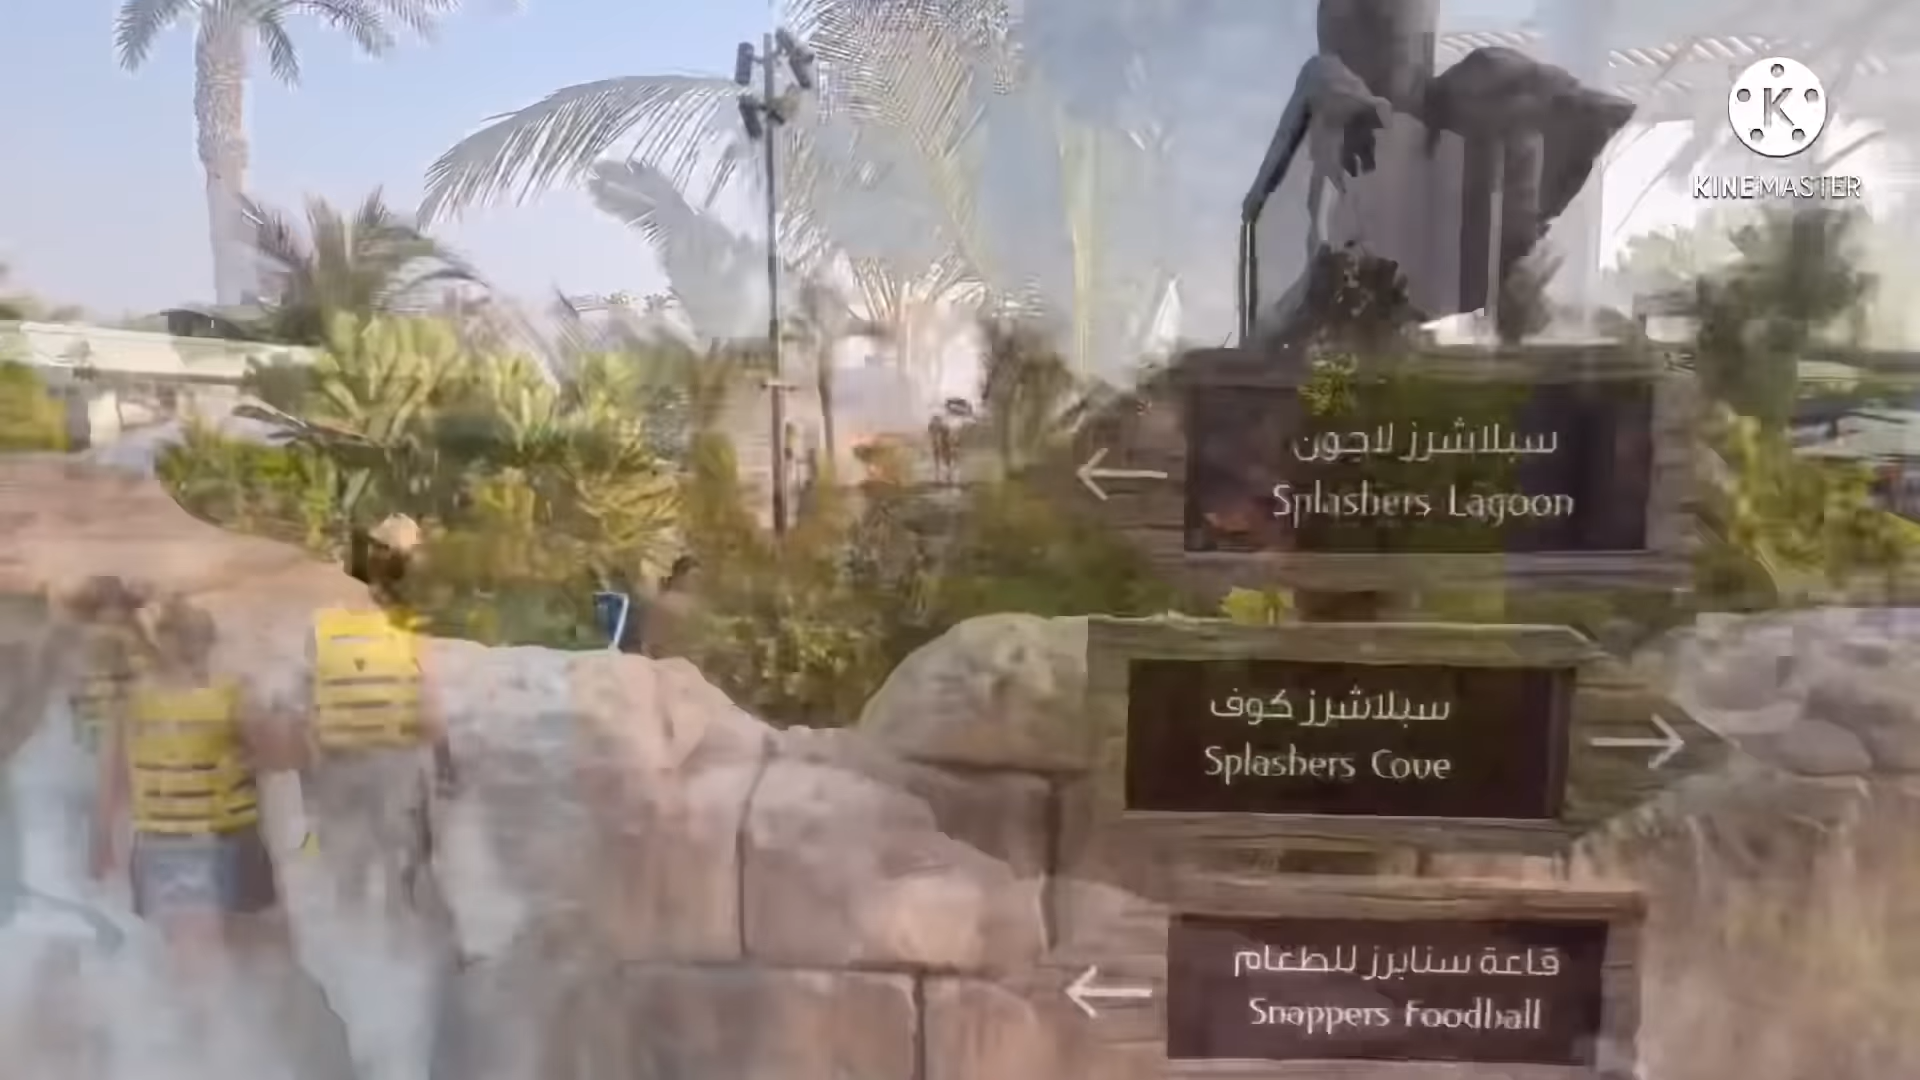 K
KINEMASTER
سبلاشرز لاجون
Splashers Lagoon
سبلاشرز كوف
Splashers Cove
قاعة سنابرز للطعام
Snappers Foodhall